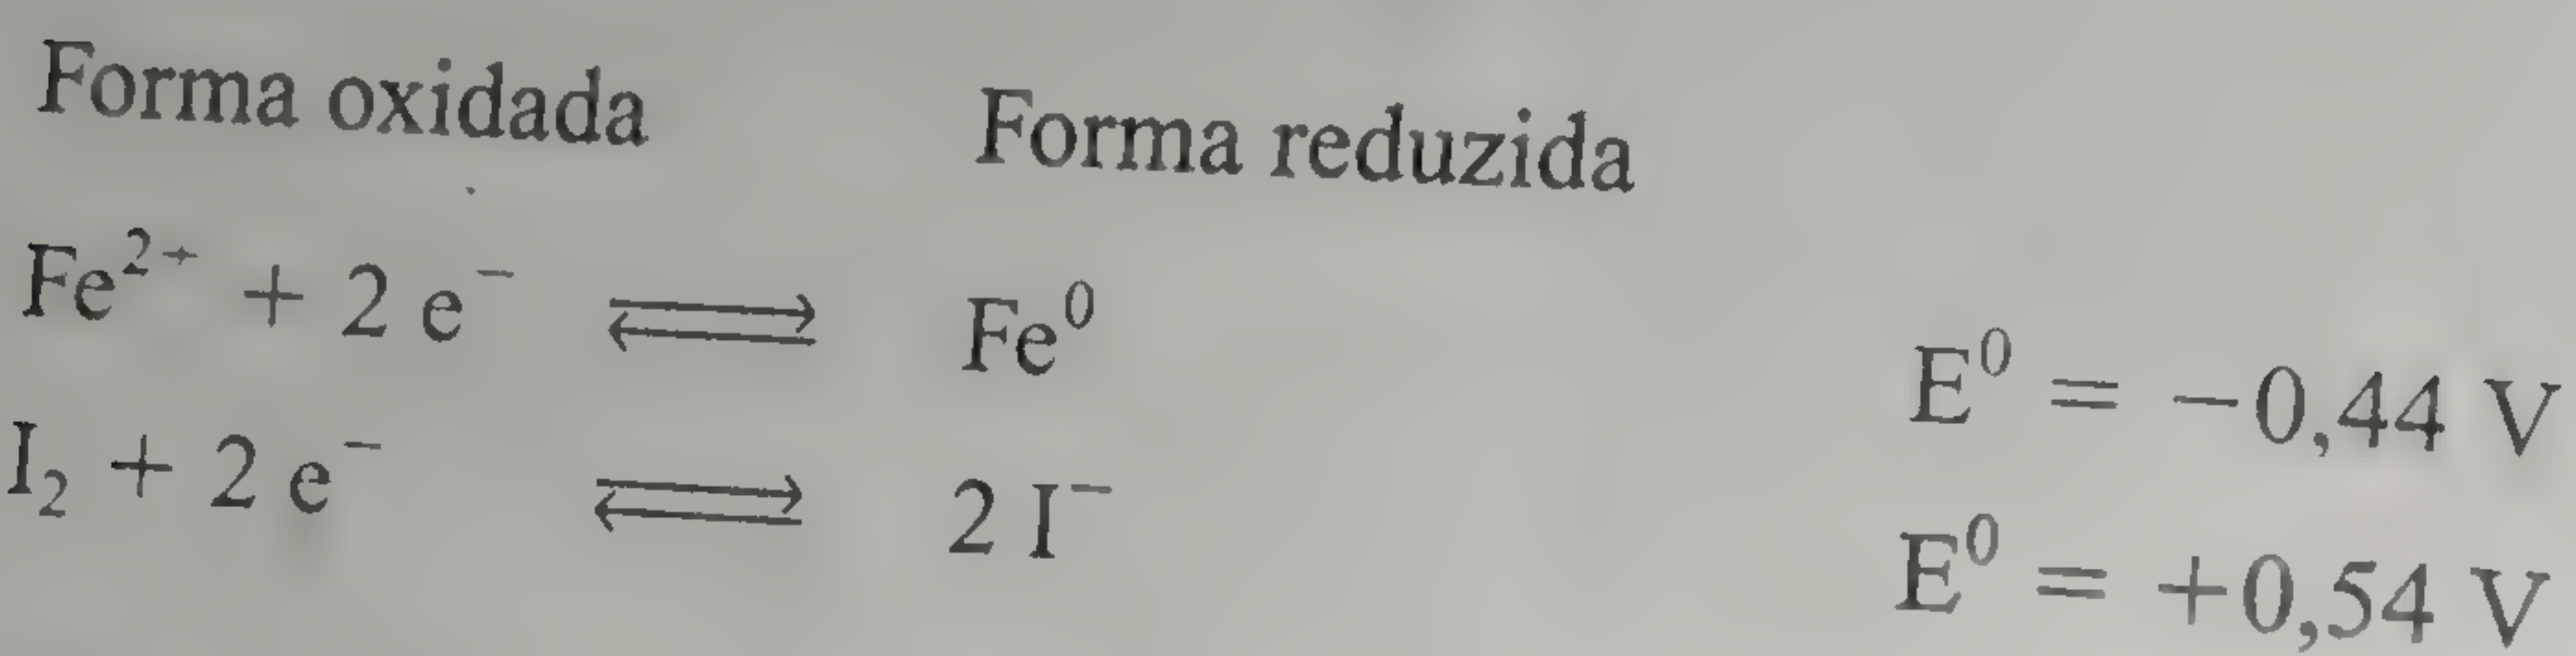 Forma oxidada Forma reduzida
Fe²⁺ + 2 e⁻ ⇌ Fe⁰ E⁰ = −0,44 V
I₂ + 2 e⁻ ⇌ 2 I⁻ E⁰ = +0,54 V